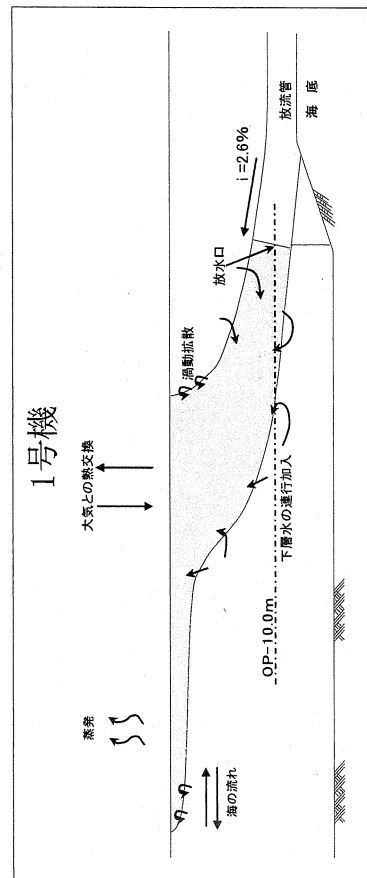 1号機
蒸発
大気との熱交換
渦動拡散
i=2.6%
放水口
放流管
海底
海の流れ
OP-10.0m
下層水の連行加入